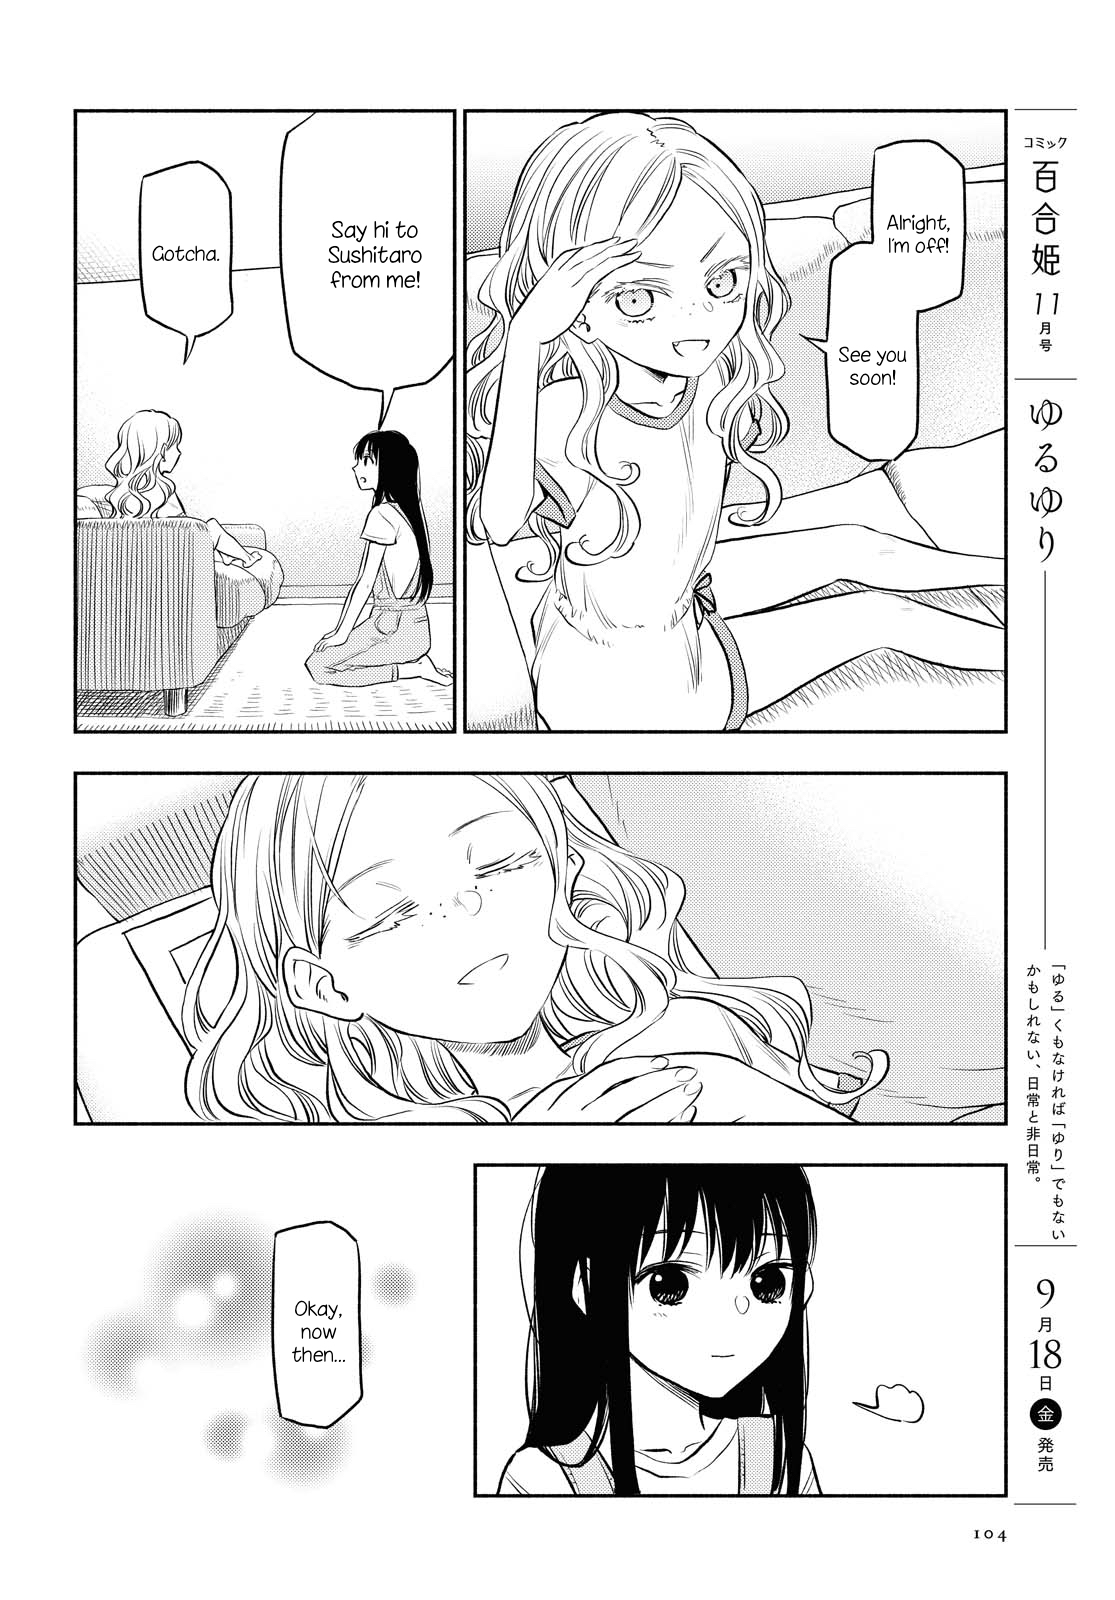 Alright,
I'm off!
See you
soon!
Say hi to
Sushitaro
from me!
Gotcha.
Okay,
now
then...
コミック
百合姫
11
月号
ゆるゆり
「ゆる」くもなければ「ゆり」でもない
かもしれない、日常と非日常。
9月18日金発売
104